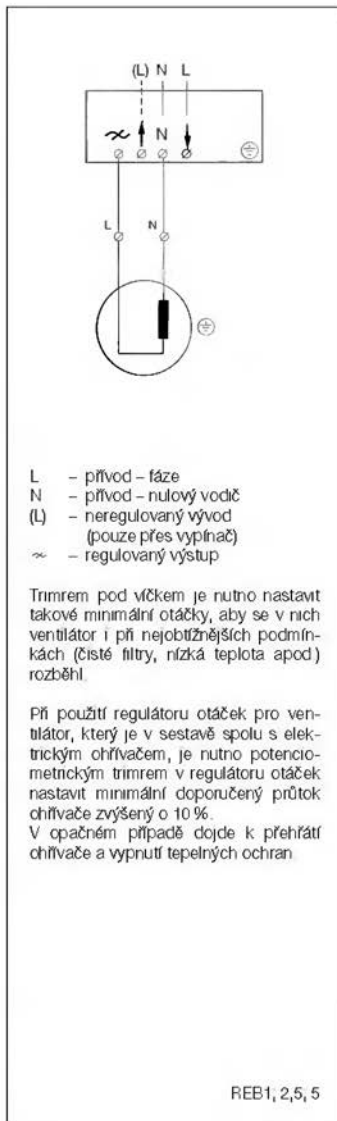 (L) N L
≁ N
L N
L – přívod – fáze
N – přívod – nulový vodič
(L) – neregulovaný vývod
(pouze přes vypínač)
≁ – regulovaný výstup
Trimrem pod víčkem je nutno nastavit
takové minimální otáčky, aby se v nich
ventilátor i při nejobtížnějších podmín-
kách (čisté filtry, nízká teplota apod)
rozběhl.
Při použití regulátoru otáček pro ven-
tilátor, který je v sestavě spolu s elek-
trickým ohřívačem, je nutno potencio-
metrickým trimrem v regulátoru otáček
nastavit minimální doporučený průtok
ohřívače zvýšený o 10 %.
V opačném případě dojde k přehřátí
ohřívače a vypnutí tepelných ochran
REB1, 2,5, 5